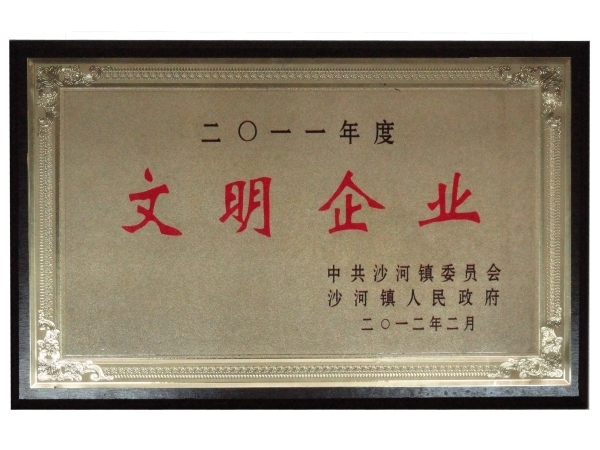 二〇一一年度
文明企业
中共沙河镇委员会
沙河镇人民政府
二〇一二年二月